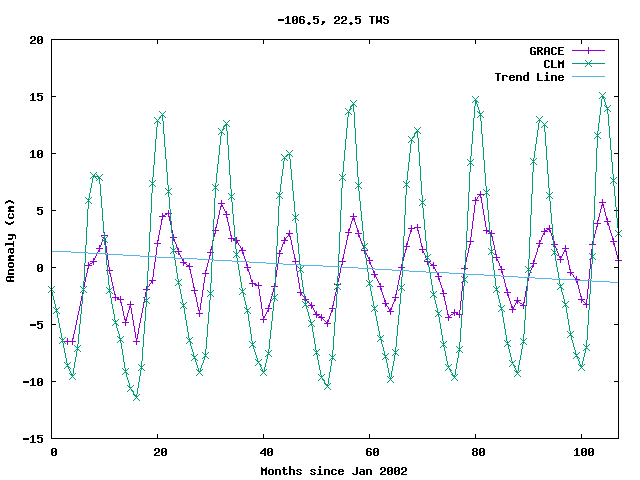 -106.5, 22.5 TWS
GRACE
CLM
Trend Line
20
15
10
5
0
-5
-10
-15
Anomaly (cm)
0 20 40 60 80 100
Months since Jan 2002